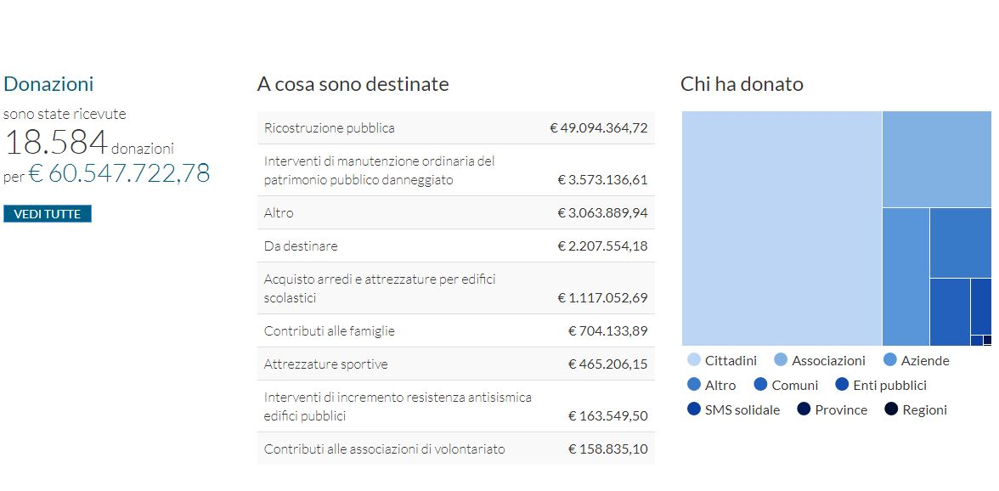 Donazioni
sono state ricevute
18.584 donazioni
per € 60.547.722,78
VEDI TUTTE
A cosa sono destinate
Ricostruzione pubblica € 49.094.364,72
Interventi di manutenzione ordinaria del
patrimonio pubblico danneggiato € 3.573.136,61
Altro € 3.063.889,94
Da destinare € 2.207.554,18
Acquisto arredi e attrezzature per edifici
scolastici € 1.117.052,69
Contributi alle famiglie € 704.133,89
Attrezzature sportive € 465.206,15
Interventi di incremento resistenza antisismica
edifici pubblici € 163.549,50
Contributi alle associazioni di volontariato € 158.835,10
Chi ha donato
Cittadini Associazioni Aziende
Altro Comuni Enti pubblici
SMS solidale Province Regioni